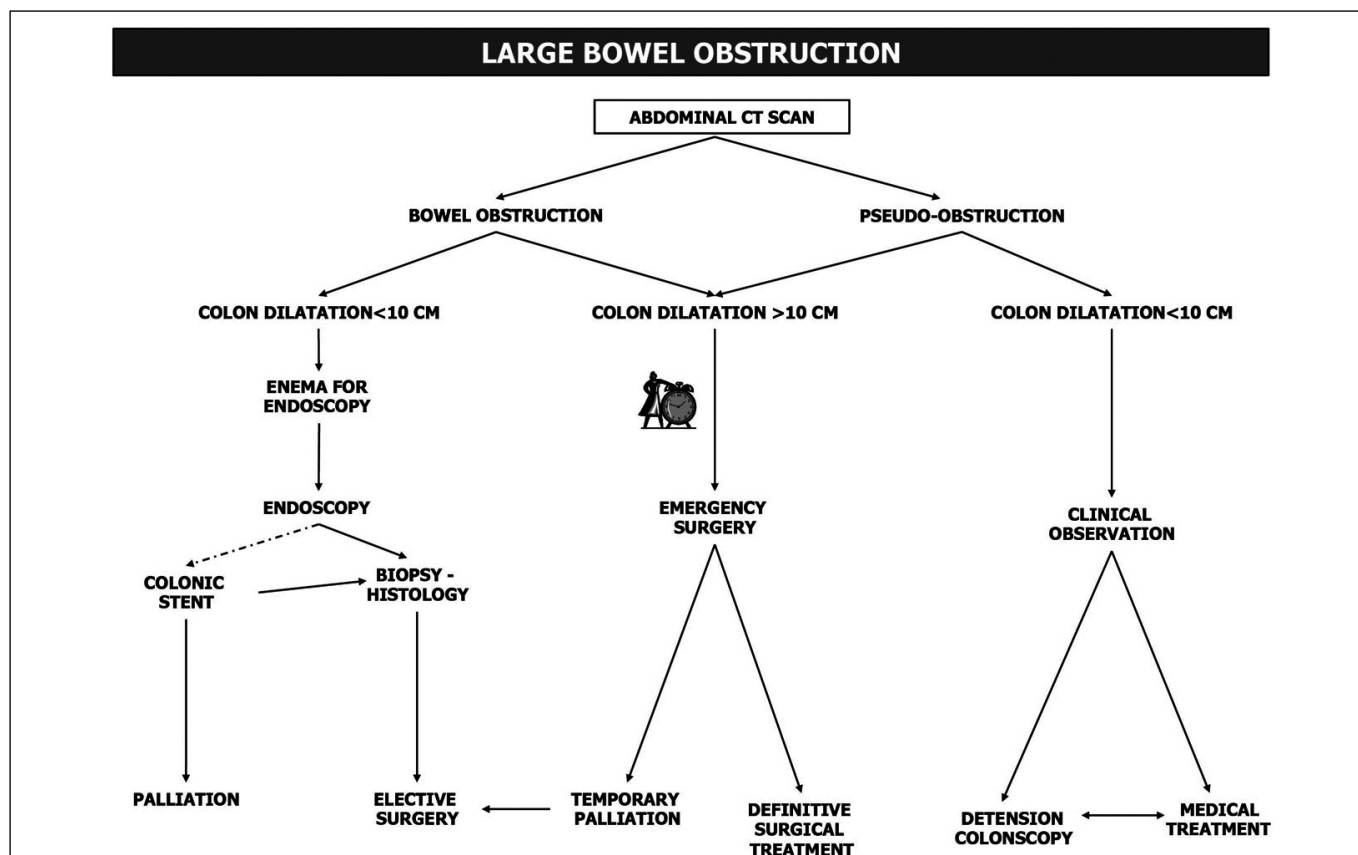 LARGE BOWEL OBSTRUCTION
ABDOMINAL CT SCAN
BOWEL OBSTRUCTION
PSEUDO-OBSTRUCTION
COLON DILATATION<10 CM
COLON DILATATION >10 CM
COLON DILATATION<10 CM
ENEMA FOR
ENDOSCOPY
ENDOSCOPY
EMERGENCY
SURGERY
CLINICAL
OBSERVATION
COLONIC
STENT
BIOPSY -
HISTOLOGY
PALLIATION
ELECTIVE
SURGERY
TEMPORARY
PALLIATION
DEFINITIVE
SURGICAL
TREATMENT
DETENSION
COLONSCOPY
MEDICAL
TREATMENT